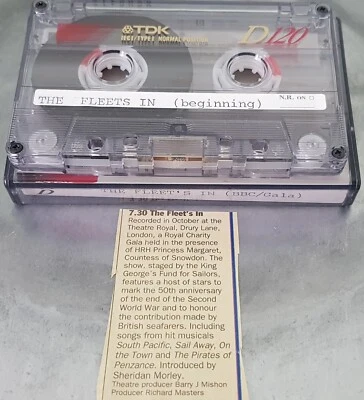 TDK
IECI/TYPEI NORMAL POSITION
D120
THE FLEETS IN (beginning)
N.R.
D THE FLEET'S IN (BBC/Gala)
7.30 The Fleet's In
Recorded in October at the
Theatre Royal, Drury Lane,
London, a Royal Charity
Gala held in the presence
of HRH Princess Margaret,
Countess of Snowdon. The
show, staged by the King
George's Fund for Sailors,
features a host of stars to
mark the 50th anniversary
of the end of the Second
World War and to honour
the contribution made by
British seafarers. Including
songs from hit musicals
South Pacific, Sail Away, On
the Town and The Pirates of
Penzance. Introduced by
Sheridan Morley.
Theatre producer Barry J Mishon
Producer Richard Masters